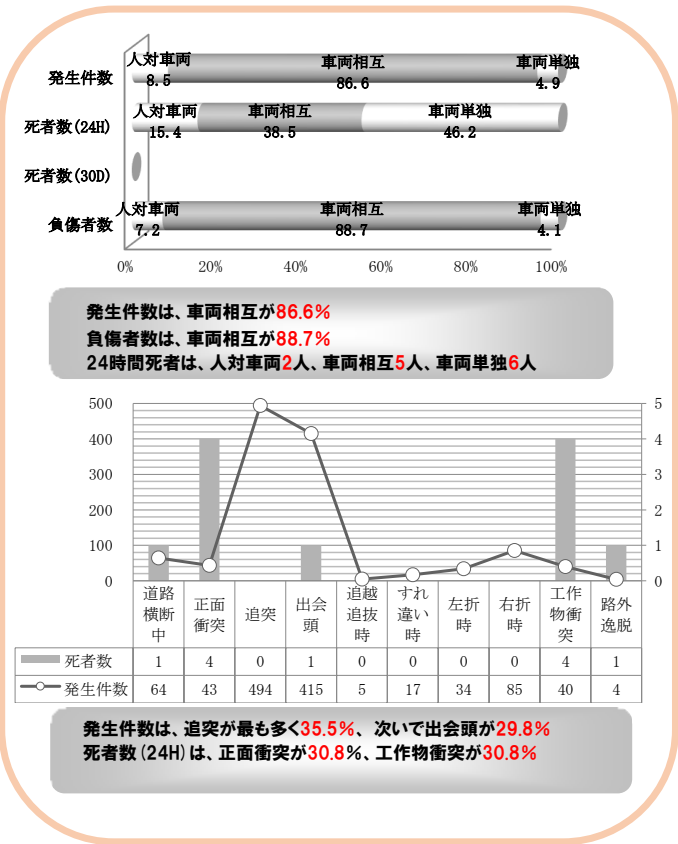 人対車両 車両相互 車両単独
発生件数 8.5 86.6 4.9
人対車両 車両相互 車両単独
死者数(24H) 15.4 38.5 46.2
死者数(30D)
人対車両 車両相互 車両単独
負傷者数 7.2 88.7 4.1
0% 20% 40% 60% 80% 100%
発生件数は、車両相互が86.6%
負傷者数は、車両相互が88.7%
24時間死者は、人対車両2人、車両相互5人、車両単独6人
500 5
400 4
300 3
200 2
100 1
0 0
道路横断中 正面衝突 追突 出会頭 追越追抜時 すれ違い時 左折時 右折時 工作物衝突 路外逸脱
死者数 1 4 0 1 0 0 0 0 4 1
発生件数 64 43 494 415 5 17 34 85 40 4
発生件数は、追突が最も多く35.5%、次いで出会頭が29.8%
死者数(24H)は、正面衝突が30.8%、工作物衝突が30.8%